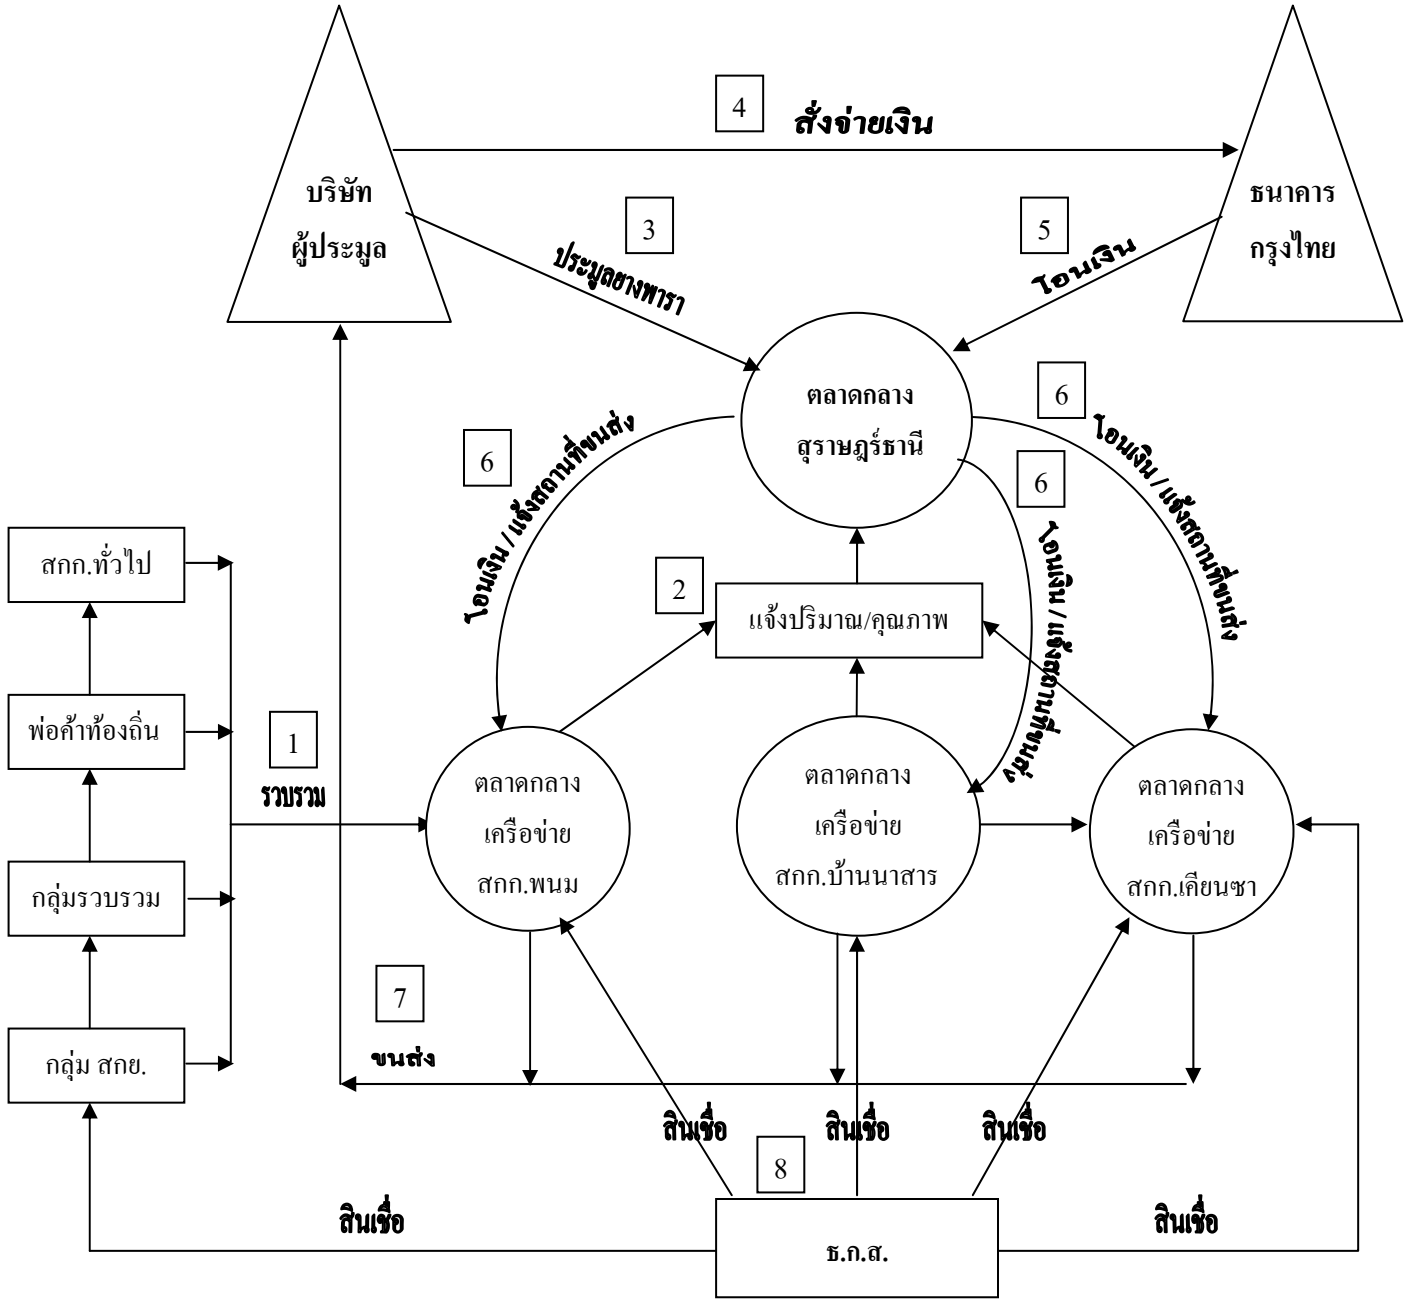 4
สั่งจ่ายเงิน
บริษัท
ผู้ประมูล
ธนาคาร
กรุงไทย
3
ประมูลยางพารา
5
โอนเงิน
ตลาดกลาง
สุราษฎร์ธานี
6
โอนเงิน / แจ้งสถานที่ขนส่ง
6
โอนเงิน / แจ้งสถานที่ขนส่ง
6
โอนเงิน / แจ้งสถานที่ขนส่ง
สกก.ทั่วไป
พ่อค้าท้องถิ่น
กลุ่มรวบรวม
กลุ่ม สกย.
2
แจ้งปริมาณ/คุณภาพ
1
รวบรวม
ตลาดกลาง
เครือข่าย
สกก.พนม
ตลาดกลาง
เครือข่าย
สกก.บ้านนาสาร
ตลาดกลาง
เครือข่าย
สกก.เคียนซา
7
ขนส่ง
สินเชื่อ
สินเชื่อ
สินเชื่อ
8
สินเชื่อ
สินเชื่อ
ธ.ก.ส.